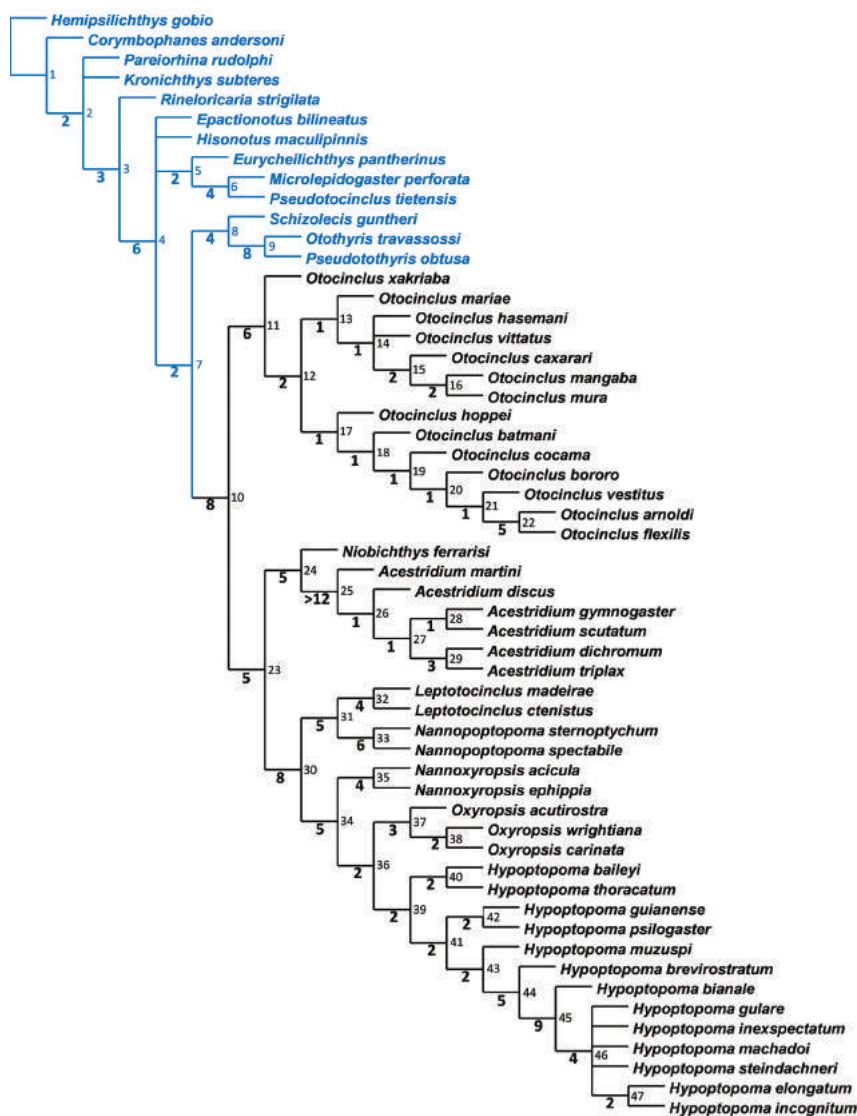 Hemipsilichthys gobio
Corymbophanes andersoni
Pareiorhina rudolphi
1
Kronichthys subteres
Rineloricaria strigilata
2
2
Epactionotus bilineatus
Hisonotus maculipinnis
Eurycheilichthys pantherinus
3
3
5
2
Microlepidogaster perforata
6
4
Pseudotocinclus tietensis
Schizolecis guntheri
8
4
Otothyris travassossi
4
6
9
8
Pseudotothyris obtusa
Otocinclus xakriaba
Otocinclus mariae
Otocinclus hasemani
13
1
11
6
Otocinclus vittatus
14
1
Otocinclus caxarari
7
2
15
2
12
2
Otocinclus mangaba
16
2
Otocinclus mura
Otocinclus hoppei
Otocinclus batmani
17
1
Otocinclus cocama
18
1
Otocinclus bororo
19
1
Otocinclus vestitus
20
1
10
8
21
1
Otocinclus arnoldi
22
5
Otocinclus flexilis
Niobichthys ferrarisi
24
5
Acestridium martini
25
>12
Acestridium discus
26
1
Acestridium gymnogaster
28
1
Acestridium scutatum
27
1
Acestridium dichromum
29
3
23
5
Acestridium triplax
Leptotocinclus madeirae
32
4
Leptotocinclus ctenistus
31
5
Nannopoptopoma sternoptychum
33
6
Nannopoptopoma spectabile
30
8
Nannoxyropsis acicula
35
4
Nannoxyropsis ephippia
Oxyropsis acutirostra
34
5
37
3
Oxyropsis wrightiana
38
2
Oxyropsis carinata
36
2
Hypoptopoma baileyi
40
2
Hypoptopoma thoracatum
39
2
Hypoptopoma guianense
42
2
Hypoptopoma psilogaster
41
2
Hypoptopoma muzuspi
43
2
Hypoptopoma brevirostratum
44
5
Hypoptopoma bianale
45
9
Hypoptopoma gulare
Hypoptopoma inexspectatum
Hypoptopoma machadoi
46
4
Hypoptopoma steindachneri
Hypoptopoma elongatum
47
2
Hypoptopoma incognitum